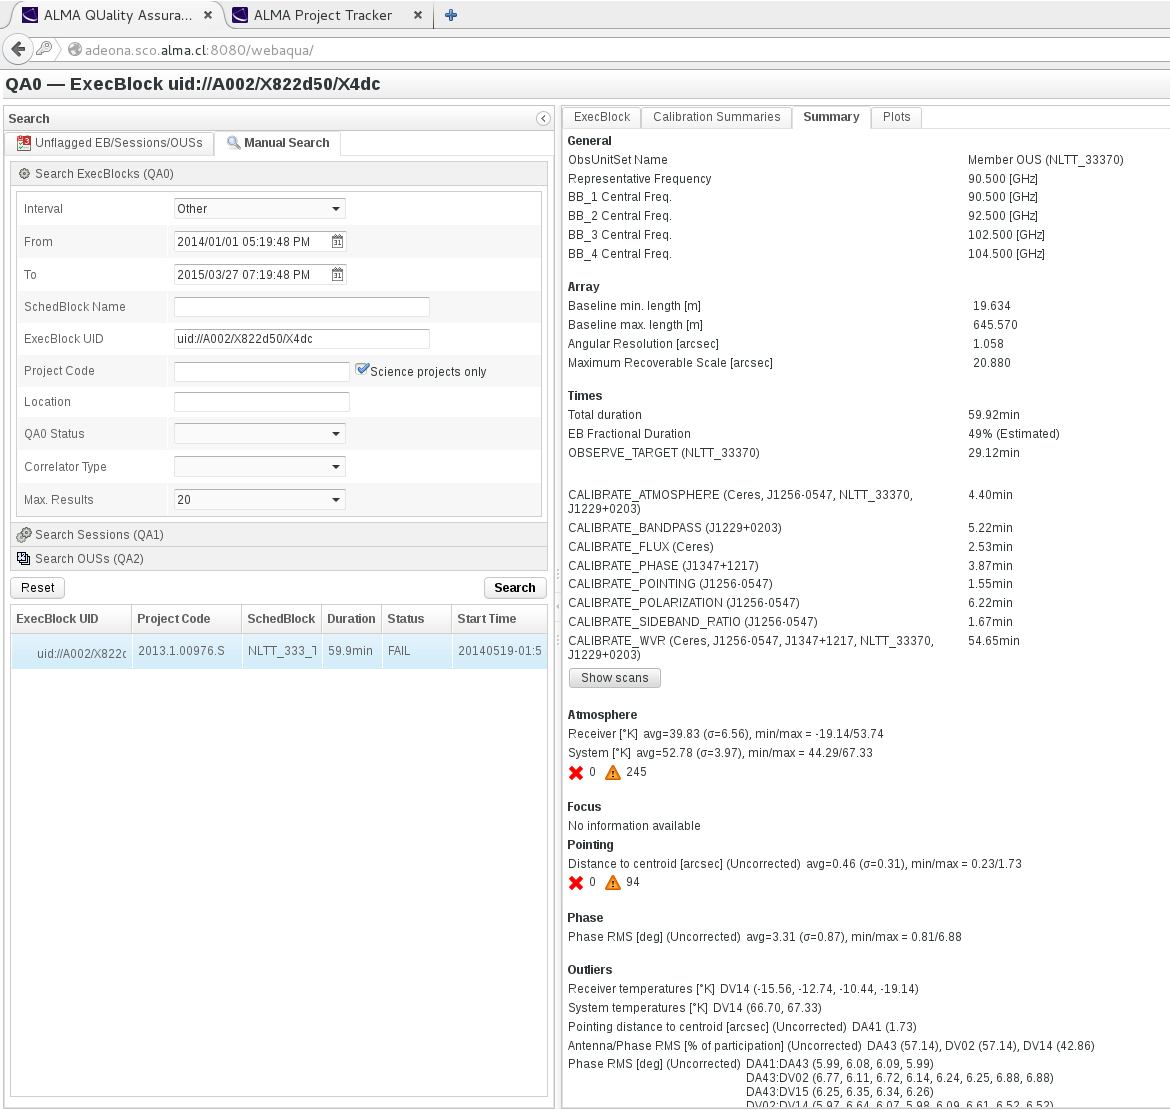 ALMA QUality Assura...
ALMA Project Tracker
adeona.sco.alma.cl:8080/webaqua/
QA0 — ExecBlock uid://A002/X822d50/X4dc
Search
Unflagged EB/Sessions/OUSs
Manual Search
Search ExecBlocks (QA0)
Interval Other
From 2014/01/01 05:19:48 PM
To 2015/03/27 07:19:48 PM
SchedBlock Name
ExecBlock UID uid://A002/X822d50/X4dc
Project Code Science projects only
Location
QA0 Status
Correlator Type
Max. Results 20
Search Sessions (QA1)
Search OUSs (QA2)
Reset Search
ExecBlock UID Project Code SchedBlock Duration Status Start Time
uid://A002/X822c 2013.1.00976.S NLTT_333_T 59.9min FAIL 20140519-01:5
ExecBlock Calibration Summaries Summary Plots
General
ObsUnitSet Name Member OUS (NLTT_33370)
Representative Frequency 90.500 [GHz]
BB_1 Central Freq. 90.500 [GHz]
BB_2 Central Freq. 92.500 [GHz]
BB_3 Central Freq. 102.500 [GHz]
BB_4 Central Freq. 104.500 [GHz]
Array
Baseline min. length [m] 19.634
Baseline max. length [m] 645.570
Angular Resolution [arcsec] 1.058
Maximum Recoverable Scale [arcsec] 20.880
Times
Total duration 59.92min
EB Fractional Duration 49% (Estimated)
OBSERVE_TARGET (NLTT_33370) 29.12min
CALIBRATE_ATMOSPHERE (Ceres, J1256-0547, NLTT_33370, 4.40min
J1229+0203)
CALIBRATE_BANDPASS (J1229+0203) 5.22min
CALIBRATE_FLUX (Ceres) 2.53min
CALIBRATE_PHASE (J1347+1217) 3.87min
CALIBRATE_POINTING (J1256-0547) 1.55min
CALIBRATE_POLARIZATION (J1256-0547) 6.22min
CALIBRATE_SIDEBAND_RATIO (J1256-0547) 1.67min
CALIBRATE_WVR (Ceres, J1256-0547, J1347+1217, NLTT_33370, 54.65min
J1229+0203)
Show scans
Atmosphere
Receiver [°K] avg=39.83 (σ=6.56), min/max = -19.14/53.74
System [°K] avg=52.78 (σ=3.97), min/max = 44.29/67.33
0 245
Focus
No information available
Pointing
Distance to centroid [arcsec] (Uncorrected) avg=0.46 (σ=0.31), min/max = 0.23/1.73
0 94
Phase
Phase RMS [deg] (Uncorrected) avg=3.31 (σ=0.87), min/max = 0.81/6.88
Outliers
Receiver temperatures [°K] DV14 (-15.56, -12.74, -10.44, -19.14)
System temperatures [°K] DV14 (66.70, 67.33)
Pointing distance to centroid [arcsec] (Uncorrected) DA41 (1.73)
Antenna/Phase RMS [% of participation] (Uncorrected) DA43 (57.14), DV02 (57.14), DV14 (42.86)
Phase RMS [deg] (Uncorrected) DA41:DA43 (5.99, 6.08, 6.09, 5.99)
DA43:DV02 (6.77, 6.11, 6.72, 6.14, 6.24, 6.25, 6.88, 6.88)
DA43:DV15 (6.25, 6.35, 6.34, 6.26)
DV02:DV14 (5.97, 6.64, 6.07, 5.98, 6.09, 6.61, 6.52, 6.52)